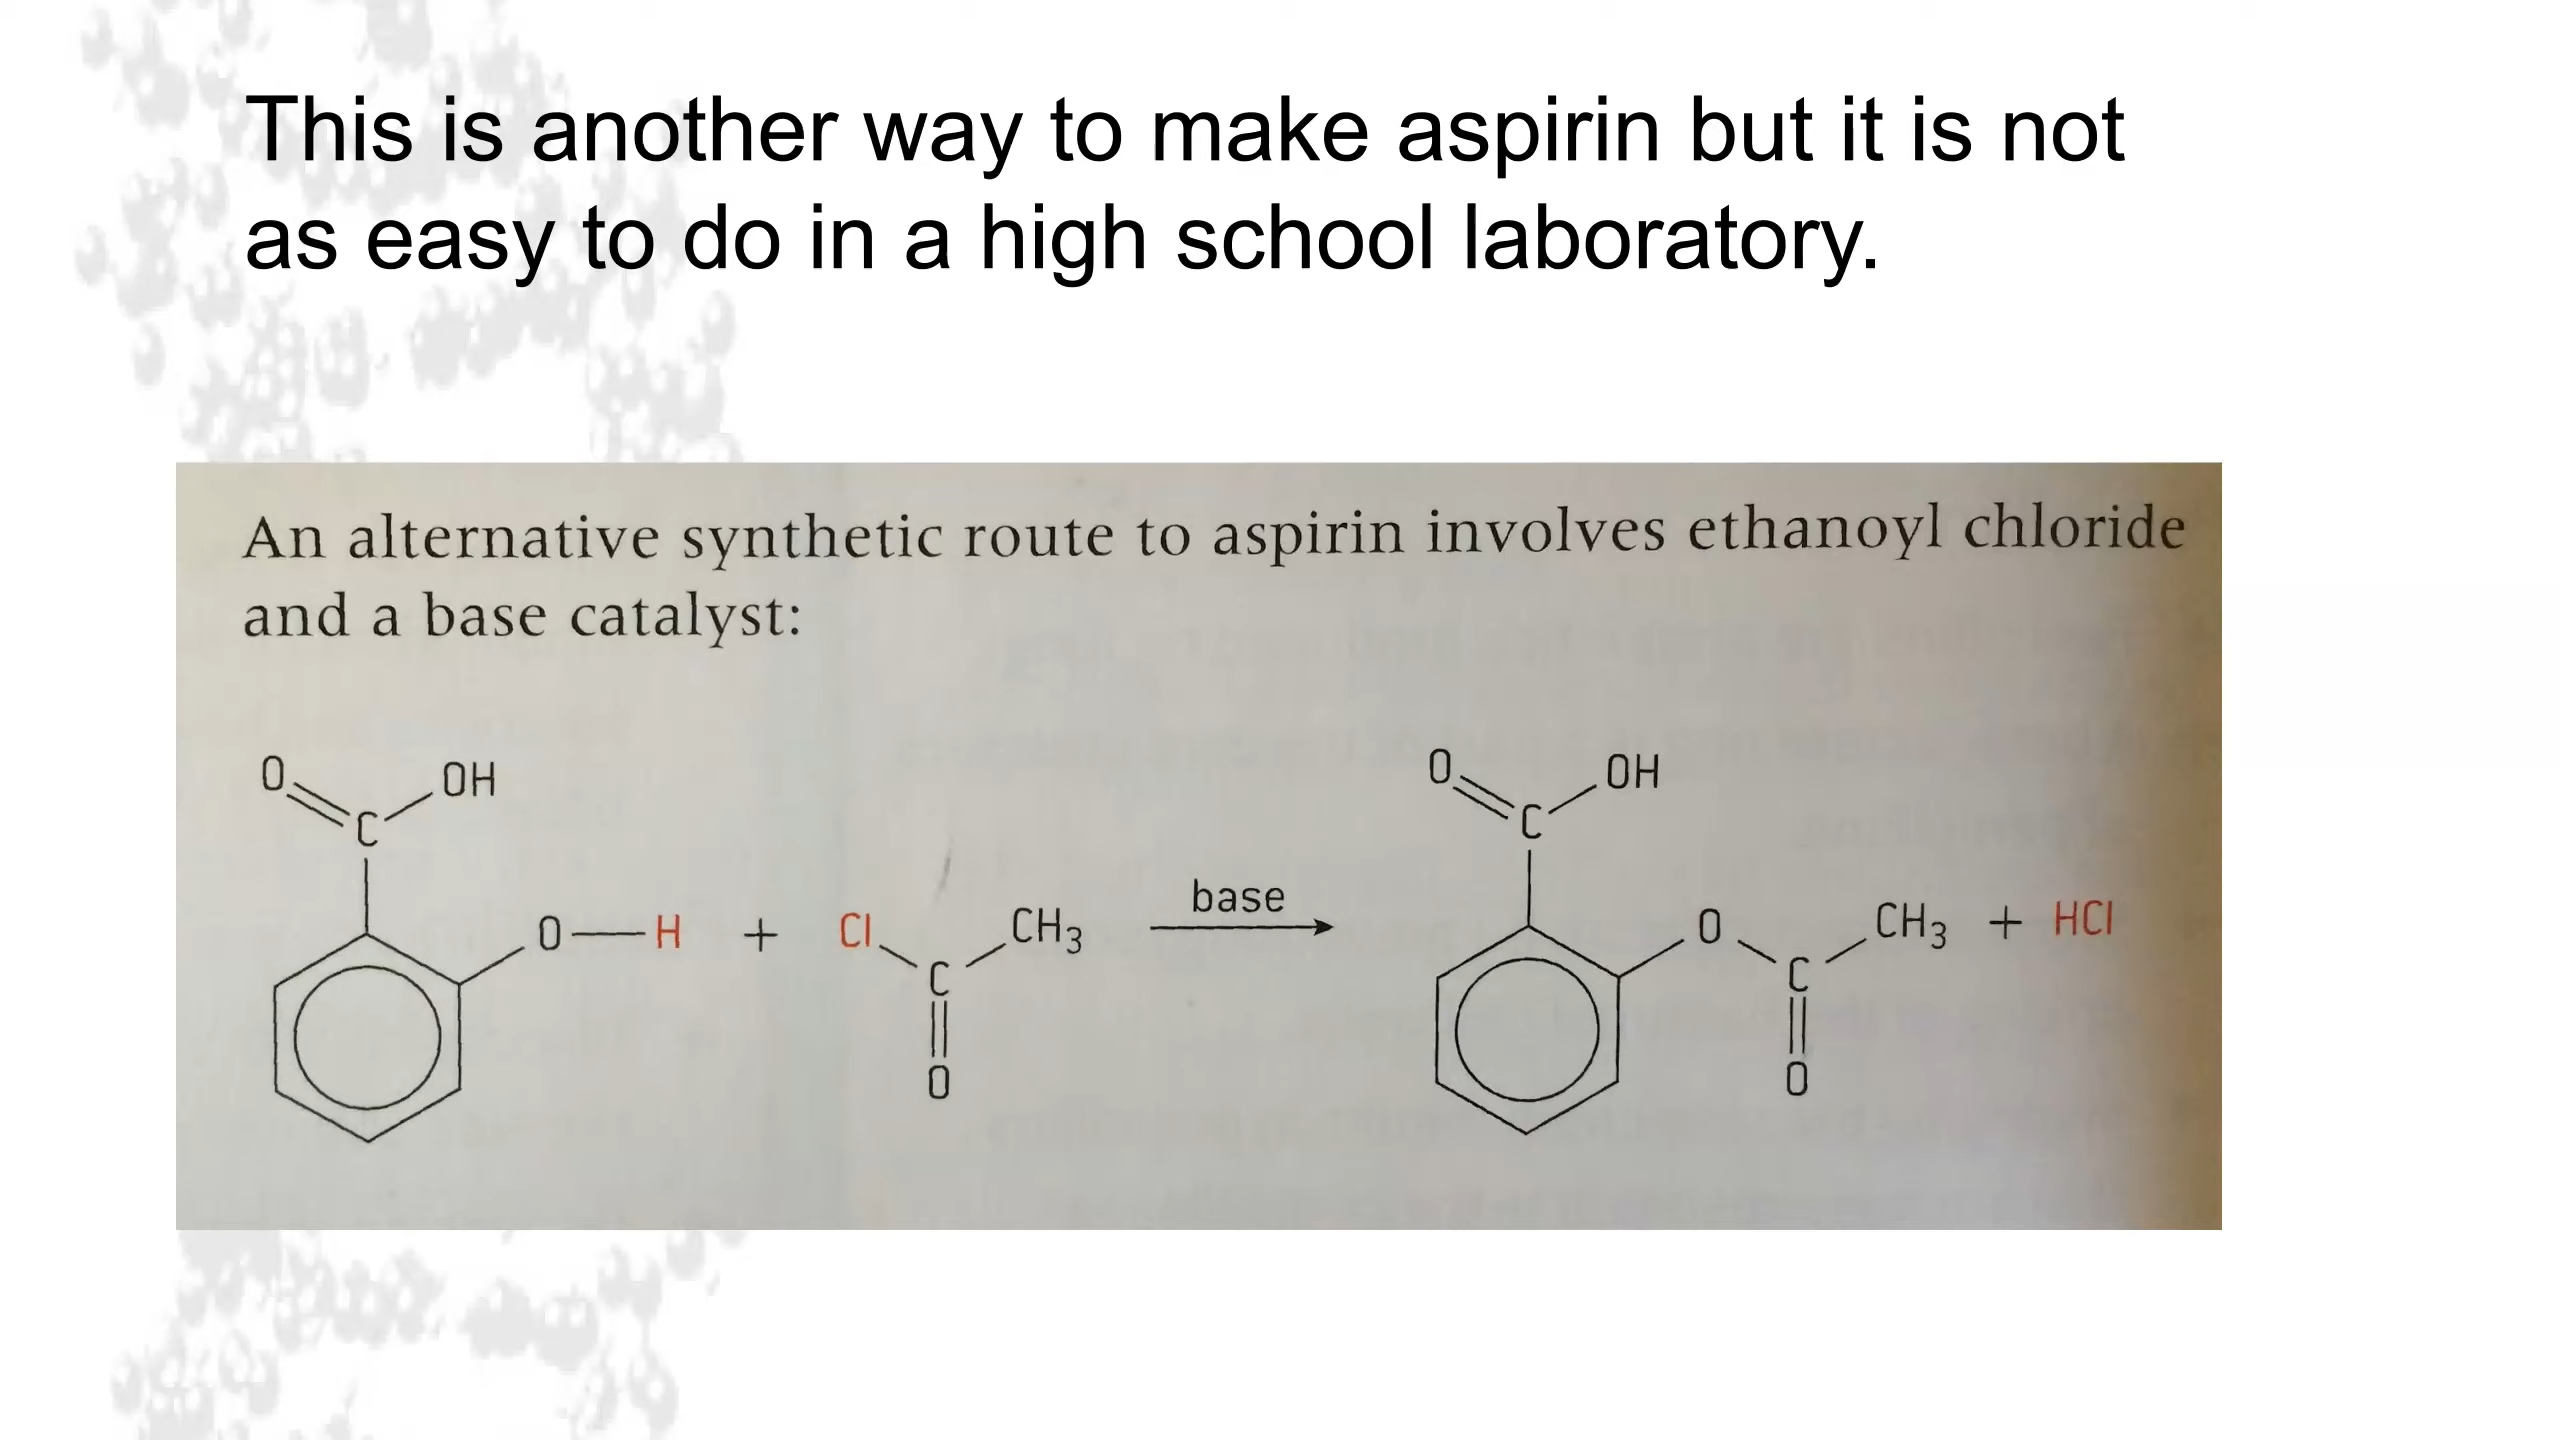 This is another way to make aspirin but it is not
as easy to do in a high school laboratory.
An alternative synthetic route to aspirin involves ethanoyl chloride
and a base catalyst:
O OH
C
O H + Cl CH3
C
O
base
O OH
C
O CH3 + HCl
C
O